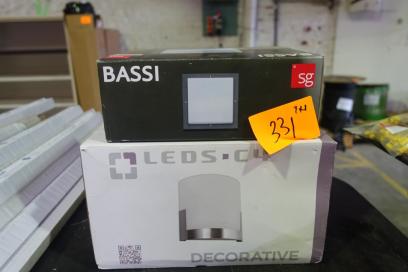 BASSI
sg
331
LEDS·C4
DECORATIVE